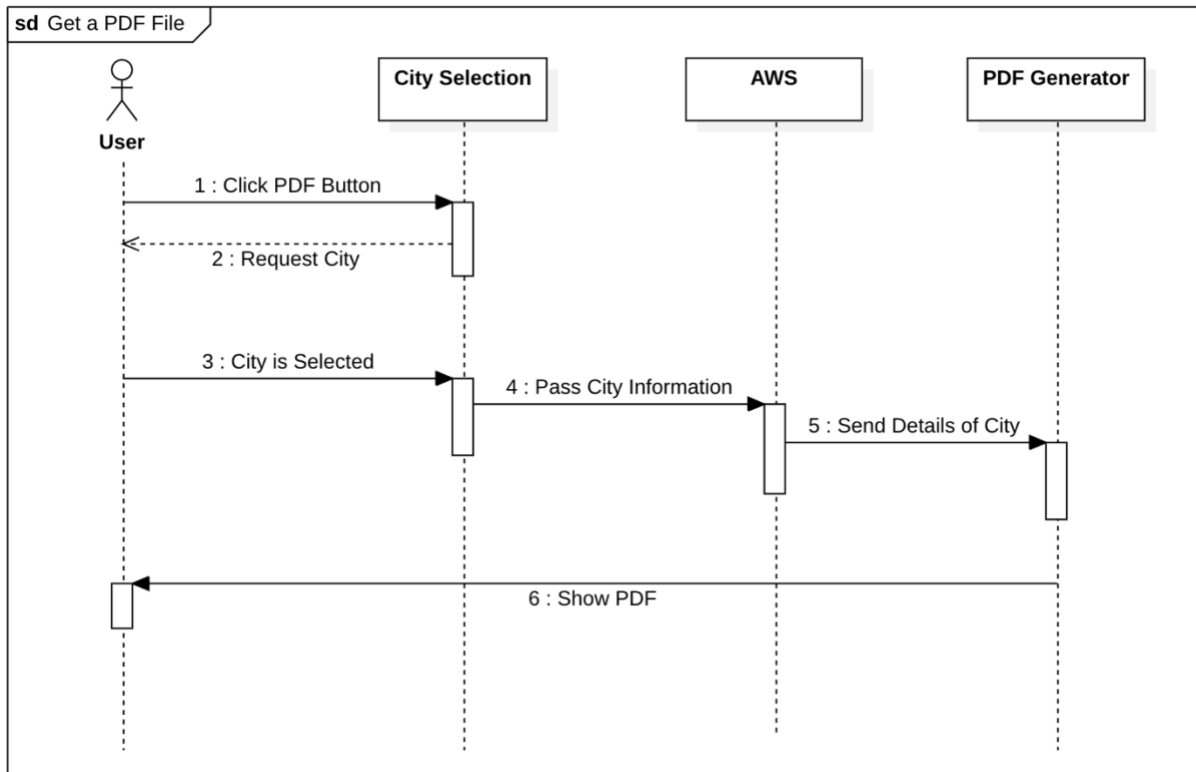 sd Get a PDF File
City Selection
AWS
PDF Generator
User
1 : Click PDF Button
2 : Request City
3 : City is Selected
4 : Pass City Information
5 : Send Details of City
6 : Show PDF